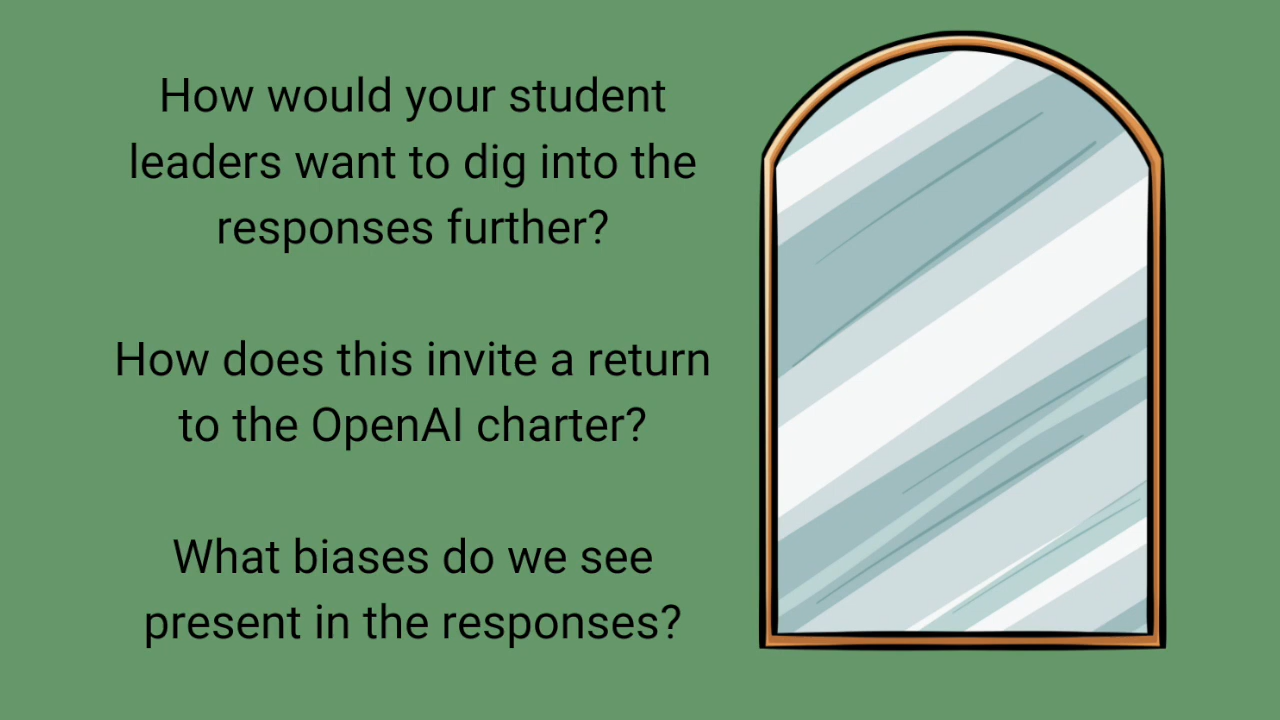 How would your student
leaders want to dig into the
responses further?
How does this invite a return
to the OpenAI charter?
What biases do we see
present in the responses?